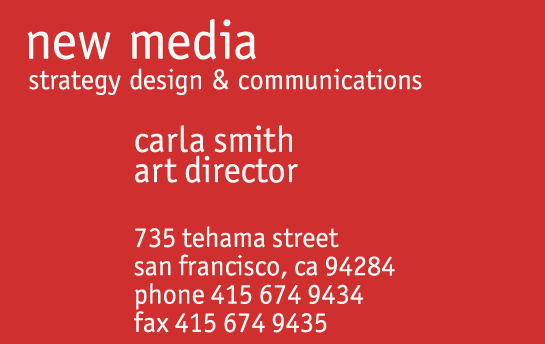 new media
strategy design & communications
carla smith
art director
735 tehama street
san francisco, ca 94284
phone 415 674 9434
fax 415 674 9435